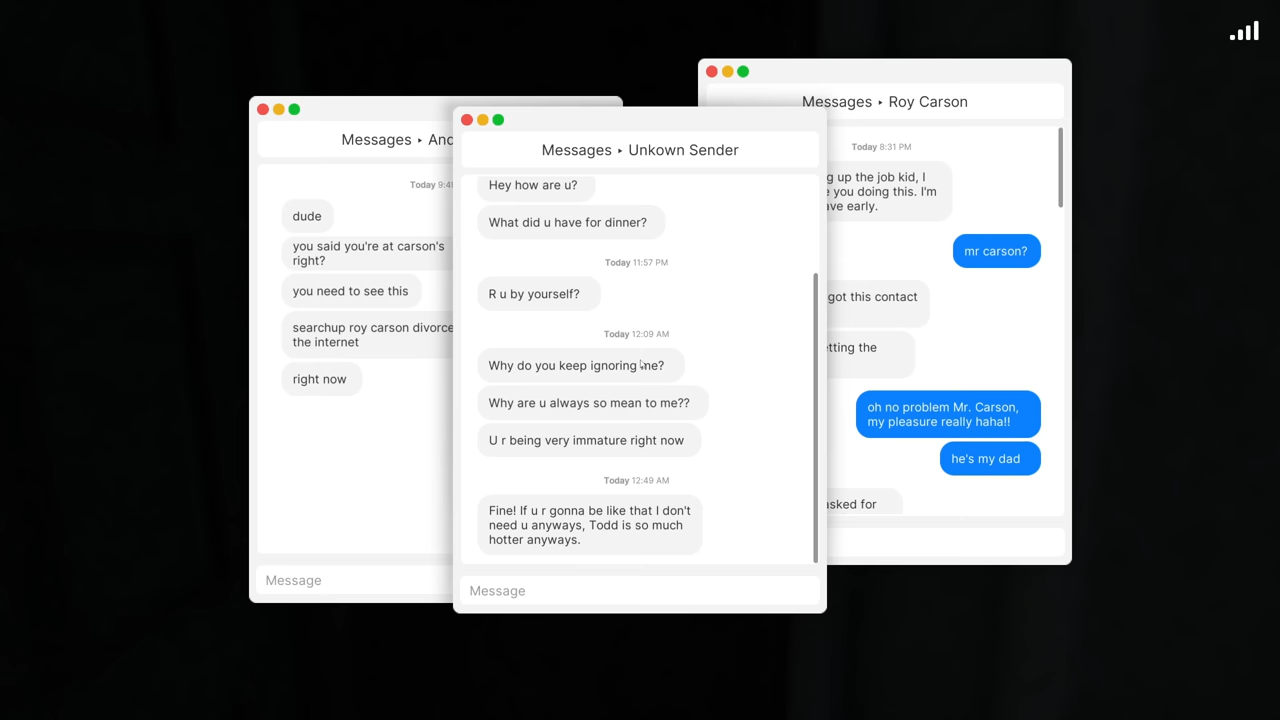 Messages ‣ And
Today 9:4
dude
you said you're at carson's
right?
you need to see this
searchup roy carson divorce
the internet
right now
Message
Messages ‣ Unkown Sender
Hey how are u?
What did u have for dinner?
Today 11:57 PM
R u by yourself?
Today 12:09 AM
Why do you keep ignoring me?
Why are u always so mean to me??
U r being very immature right now
Today 12:49 AM
Fine! If u r gonna be like that I don't
need u anyways, Todd is so much
hotter anyways.
Message
Messages ‣ Roy Carson
Today 8:31 PM
g up the job kid, I
e you doing this. I'm
ave early.
mr carson?
got this contact
etting the
oh no problem Mr. Carson,
my pleasure really haha!!
he's my dad
asked for